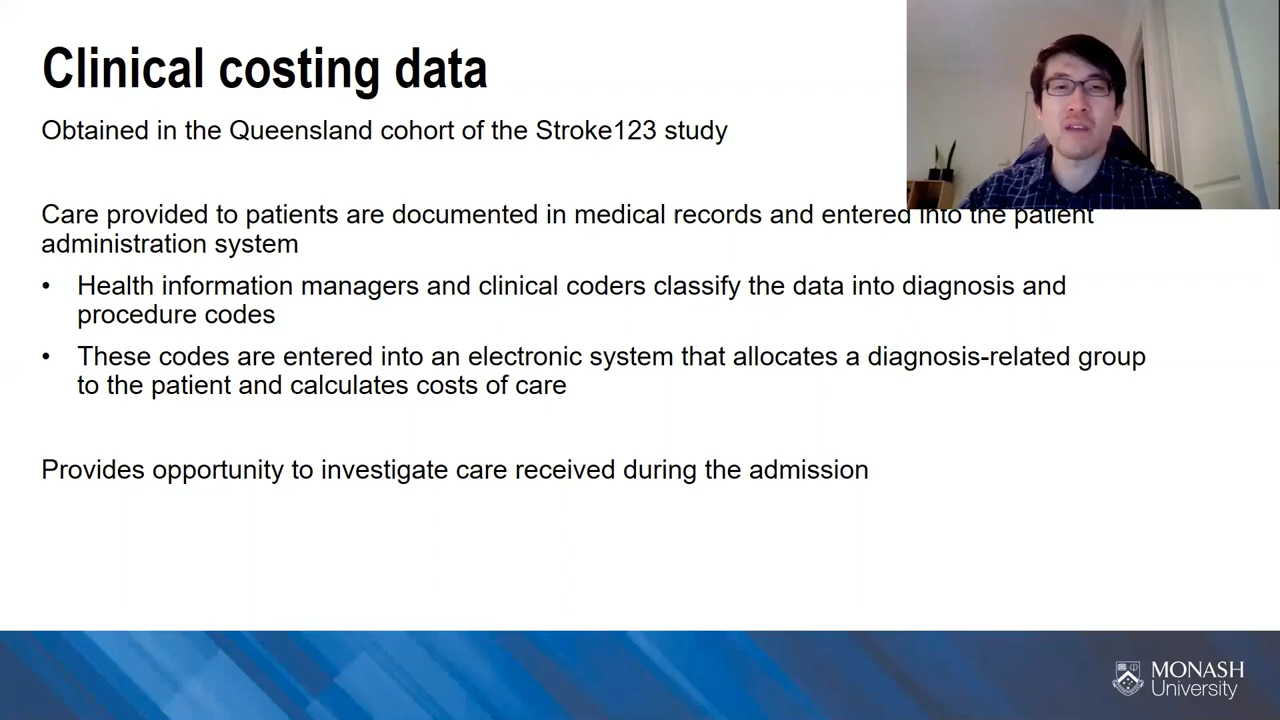 Clinical costing data
Obtained in the Queensland cohort of the Stroke123 study
Care provided to patients are documented in medical records and entered into the patient
administration system
• Health information managers and clinical coders classify the data into diagnosis and
procedure codes
• These codes are entered into an electronic system that allocates a diagnosis-related group
to the patient and calculates costs of care
Provides opportunity to investigate care received during the admission
MONASH
University